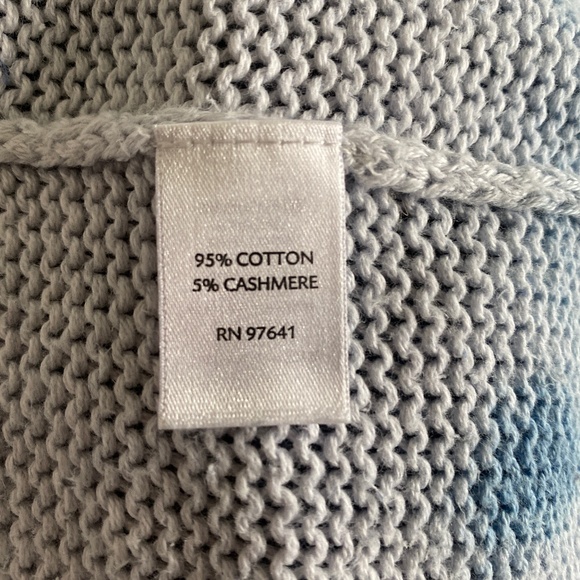 95% COTTON
5% CASHMERE
RN 97641